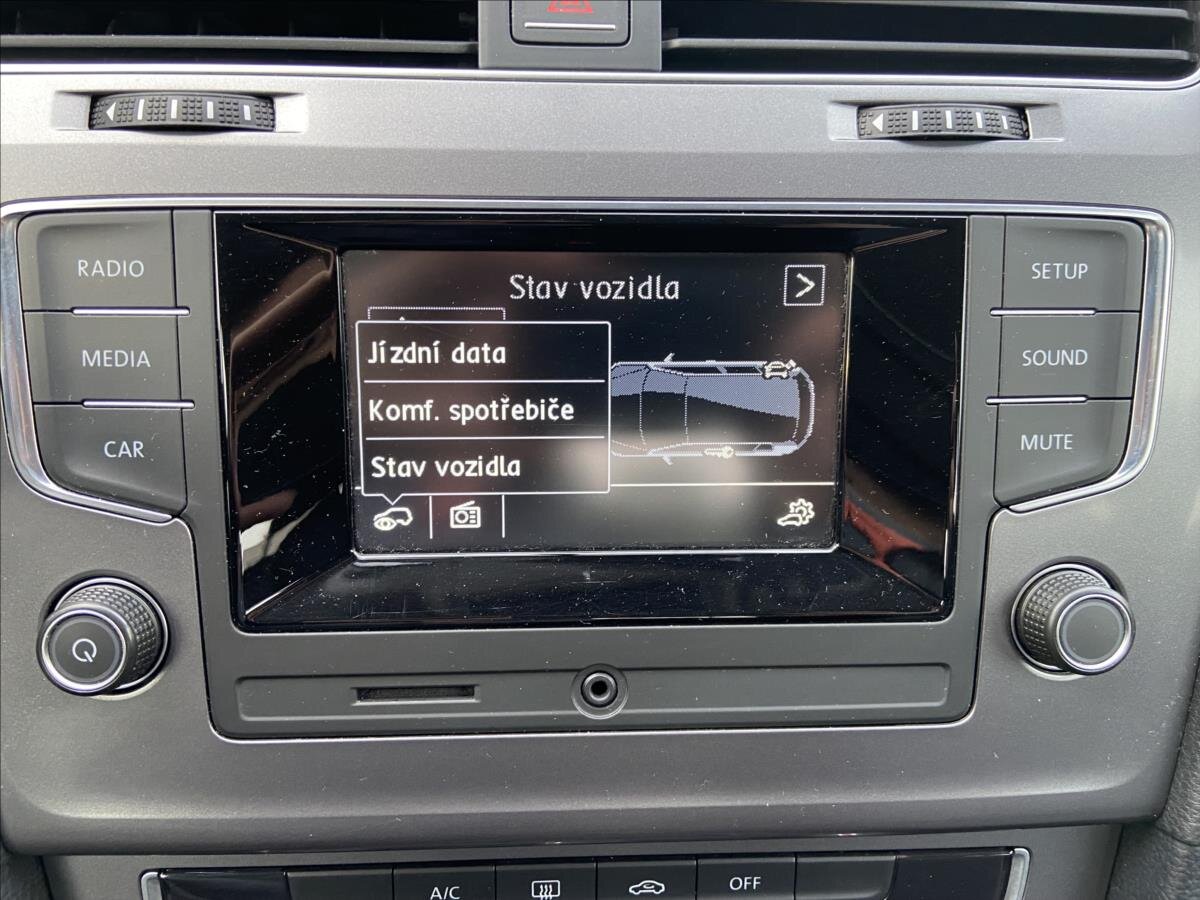 RADIO
MEDIA
CAR
Stav vozidla
>
Jízdní data
Komf. spotřebiče
Stav vozidla
SETUP
SOUND
MUTE
A/C
OFF